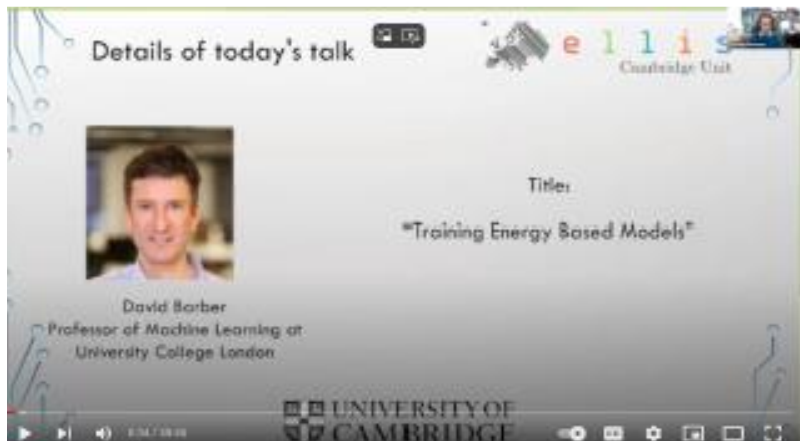 Details of today's talk
ellis
Cambridge Unit
Title:
"Training Energy Based Models"
David Barber
Professor of Machine Learning at
University College London
UNIVERSITY OF
CAMBRIDGE